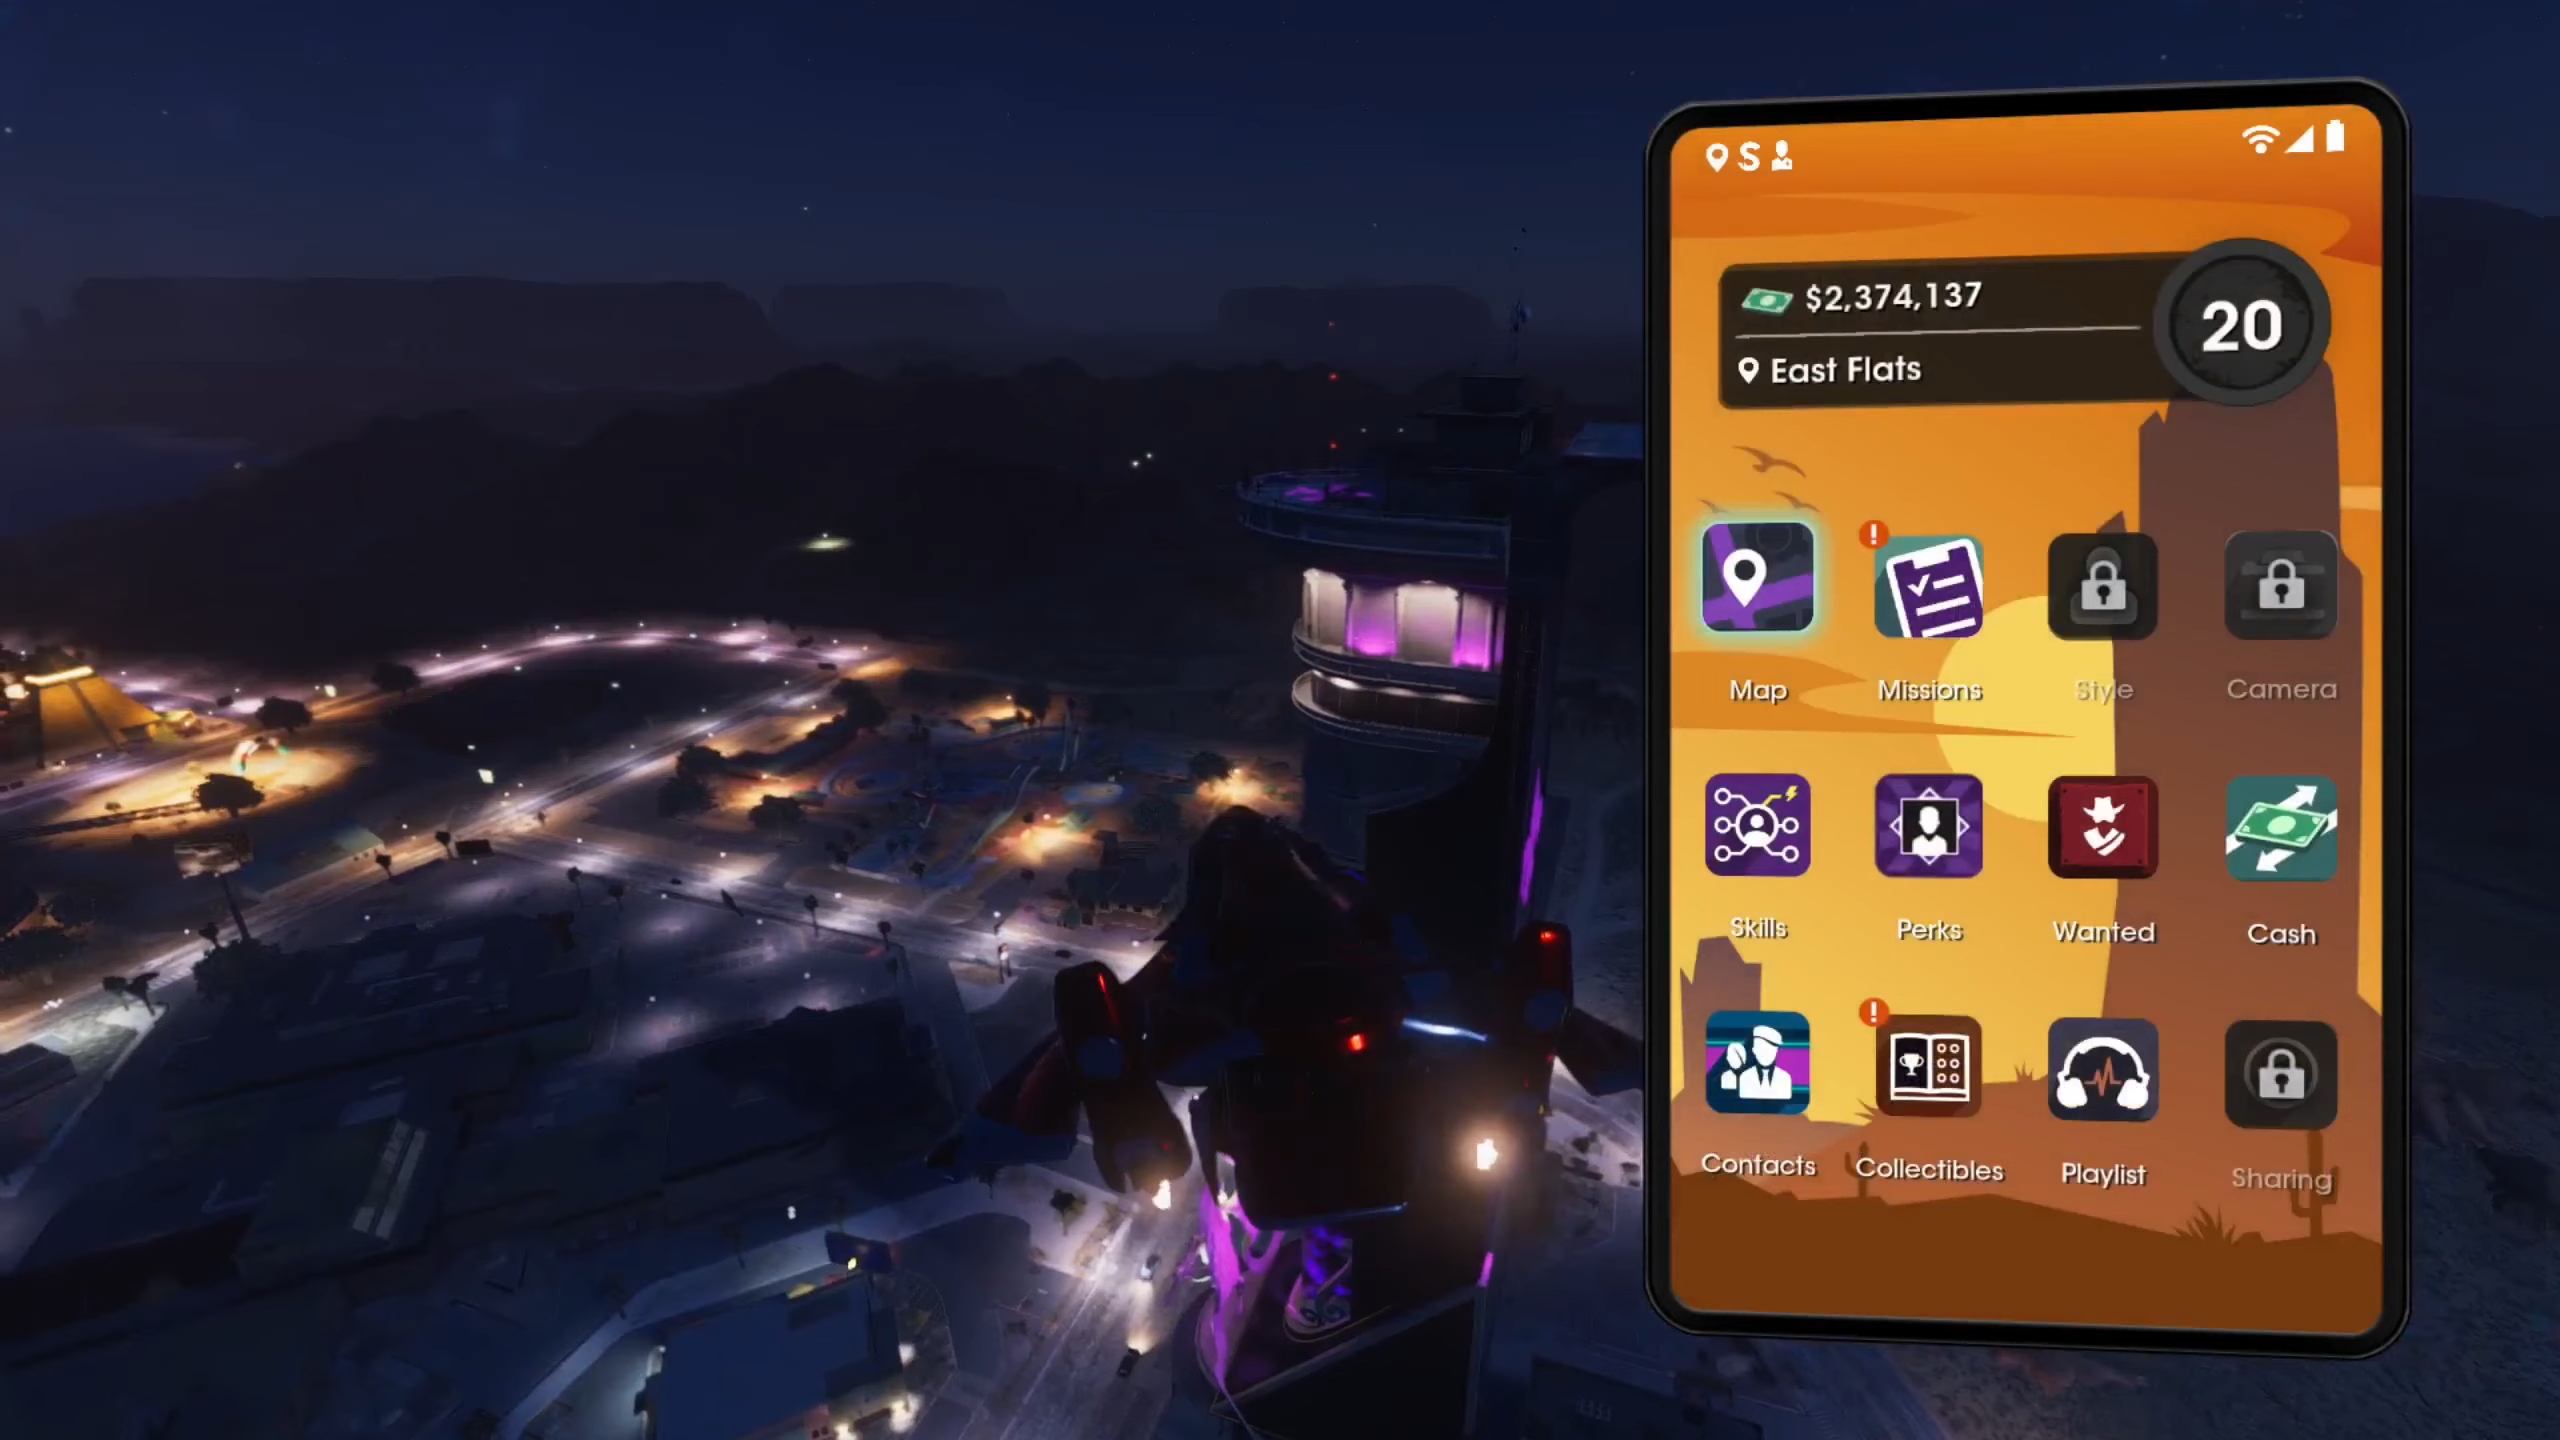 $2,374,137
20
East Flats
Map
Missions
Style
Camera
Skills
Perks
Wanted
Cash
Contacts
Collectibles
Playlist
Sharing